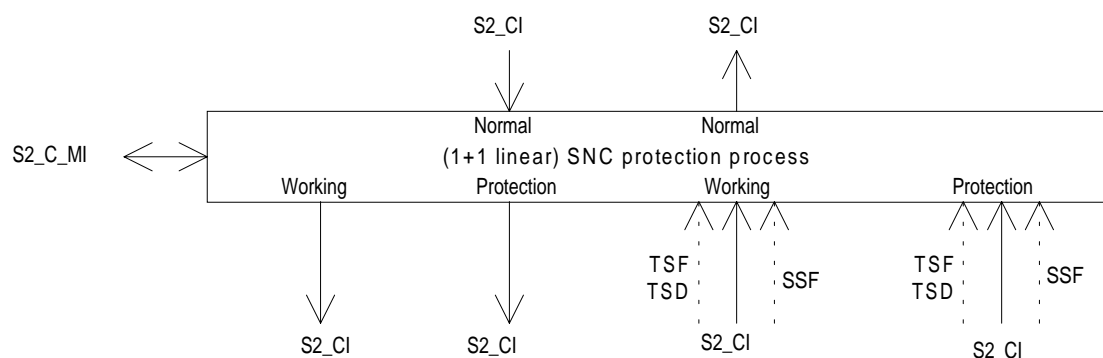 S2_CI S2_CI
Normal Normal
S2_C_MI (1+1 linear) SNC protection process
Working Protection Working Protection
TSF TSF
SSF SSF
TSD TSD
S2_CI S2_CI S2_CI S2_CI